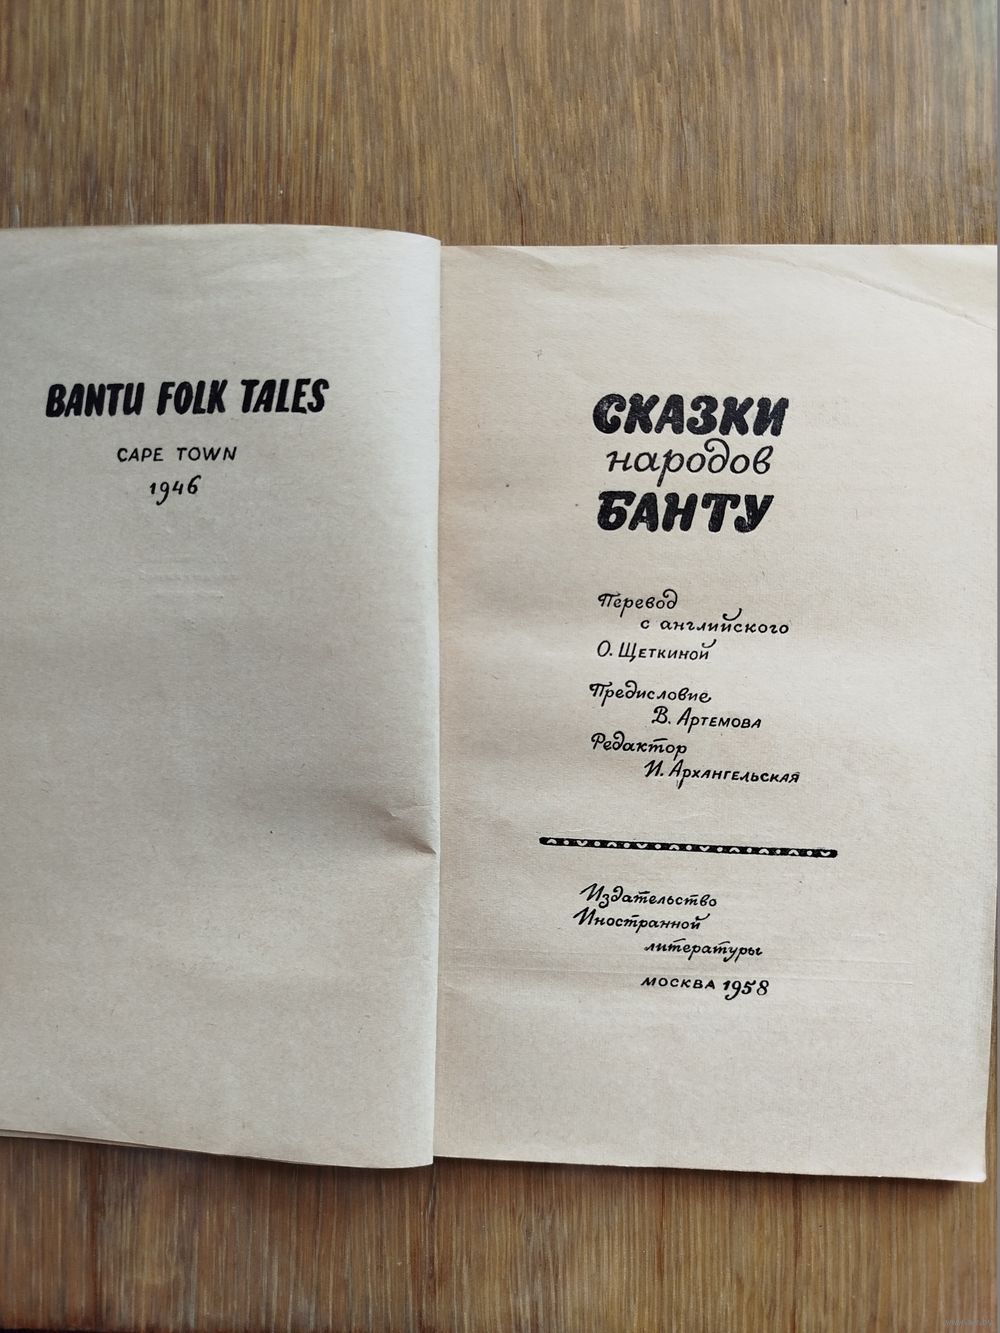 BANTU FOLK TALES
CAPE TOWN
1946
СКАЗКИ
народов
БАНТУ
Перевод
с английского
О. Щеткиной
Предисловие
В. Артемова
Редактор
И. Архангельская
Издательство
Иностранной
литературы
МОСКВА 1958